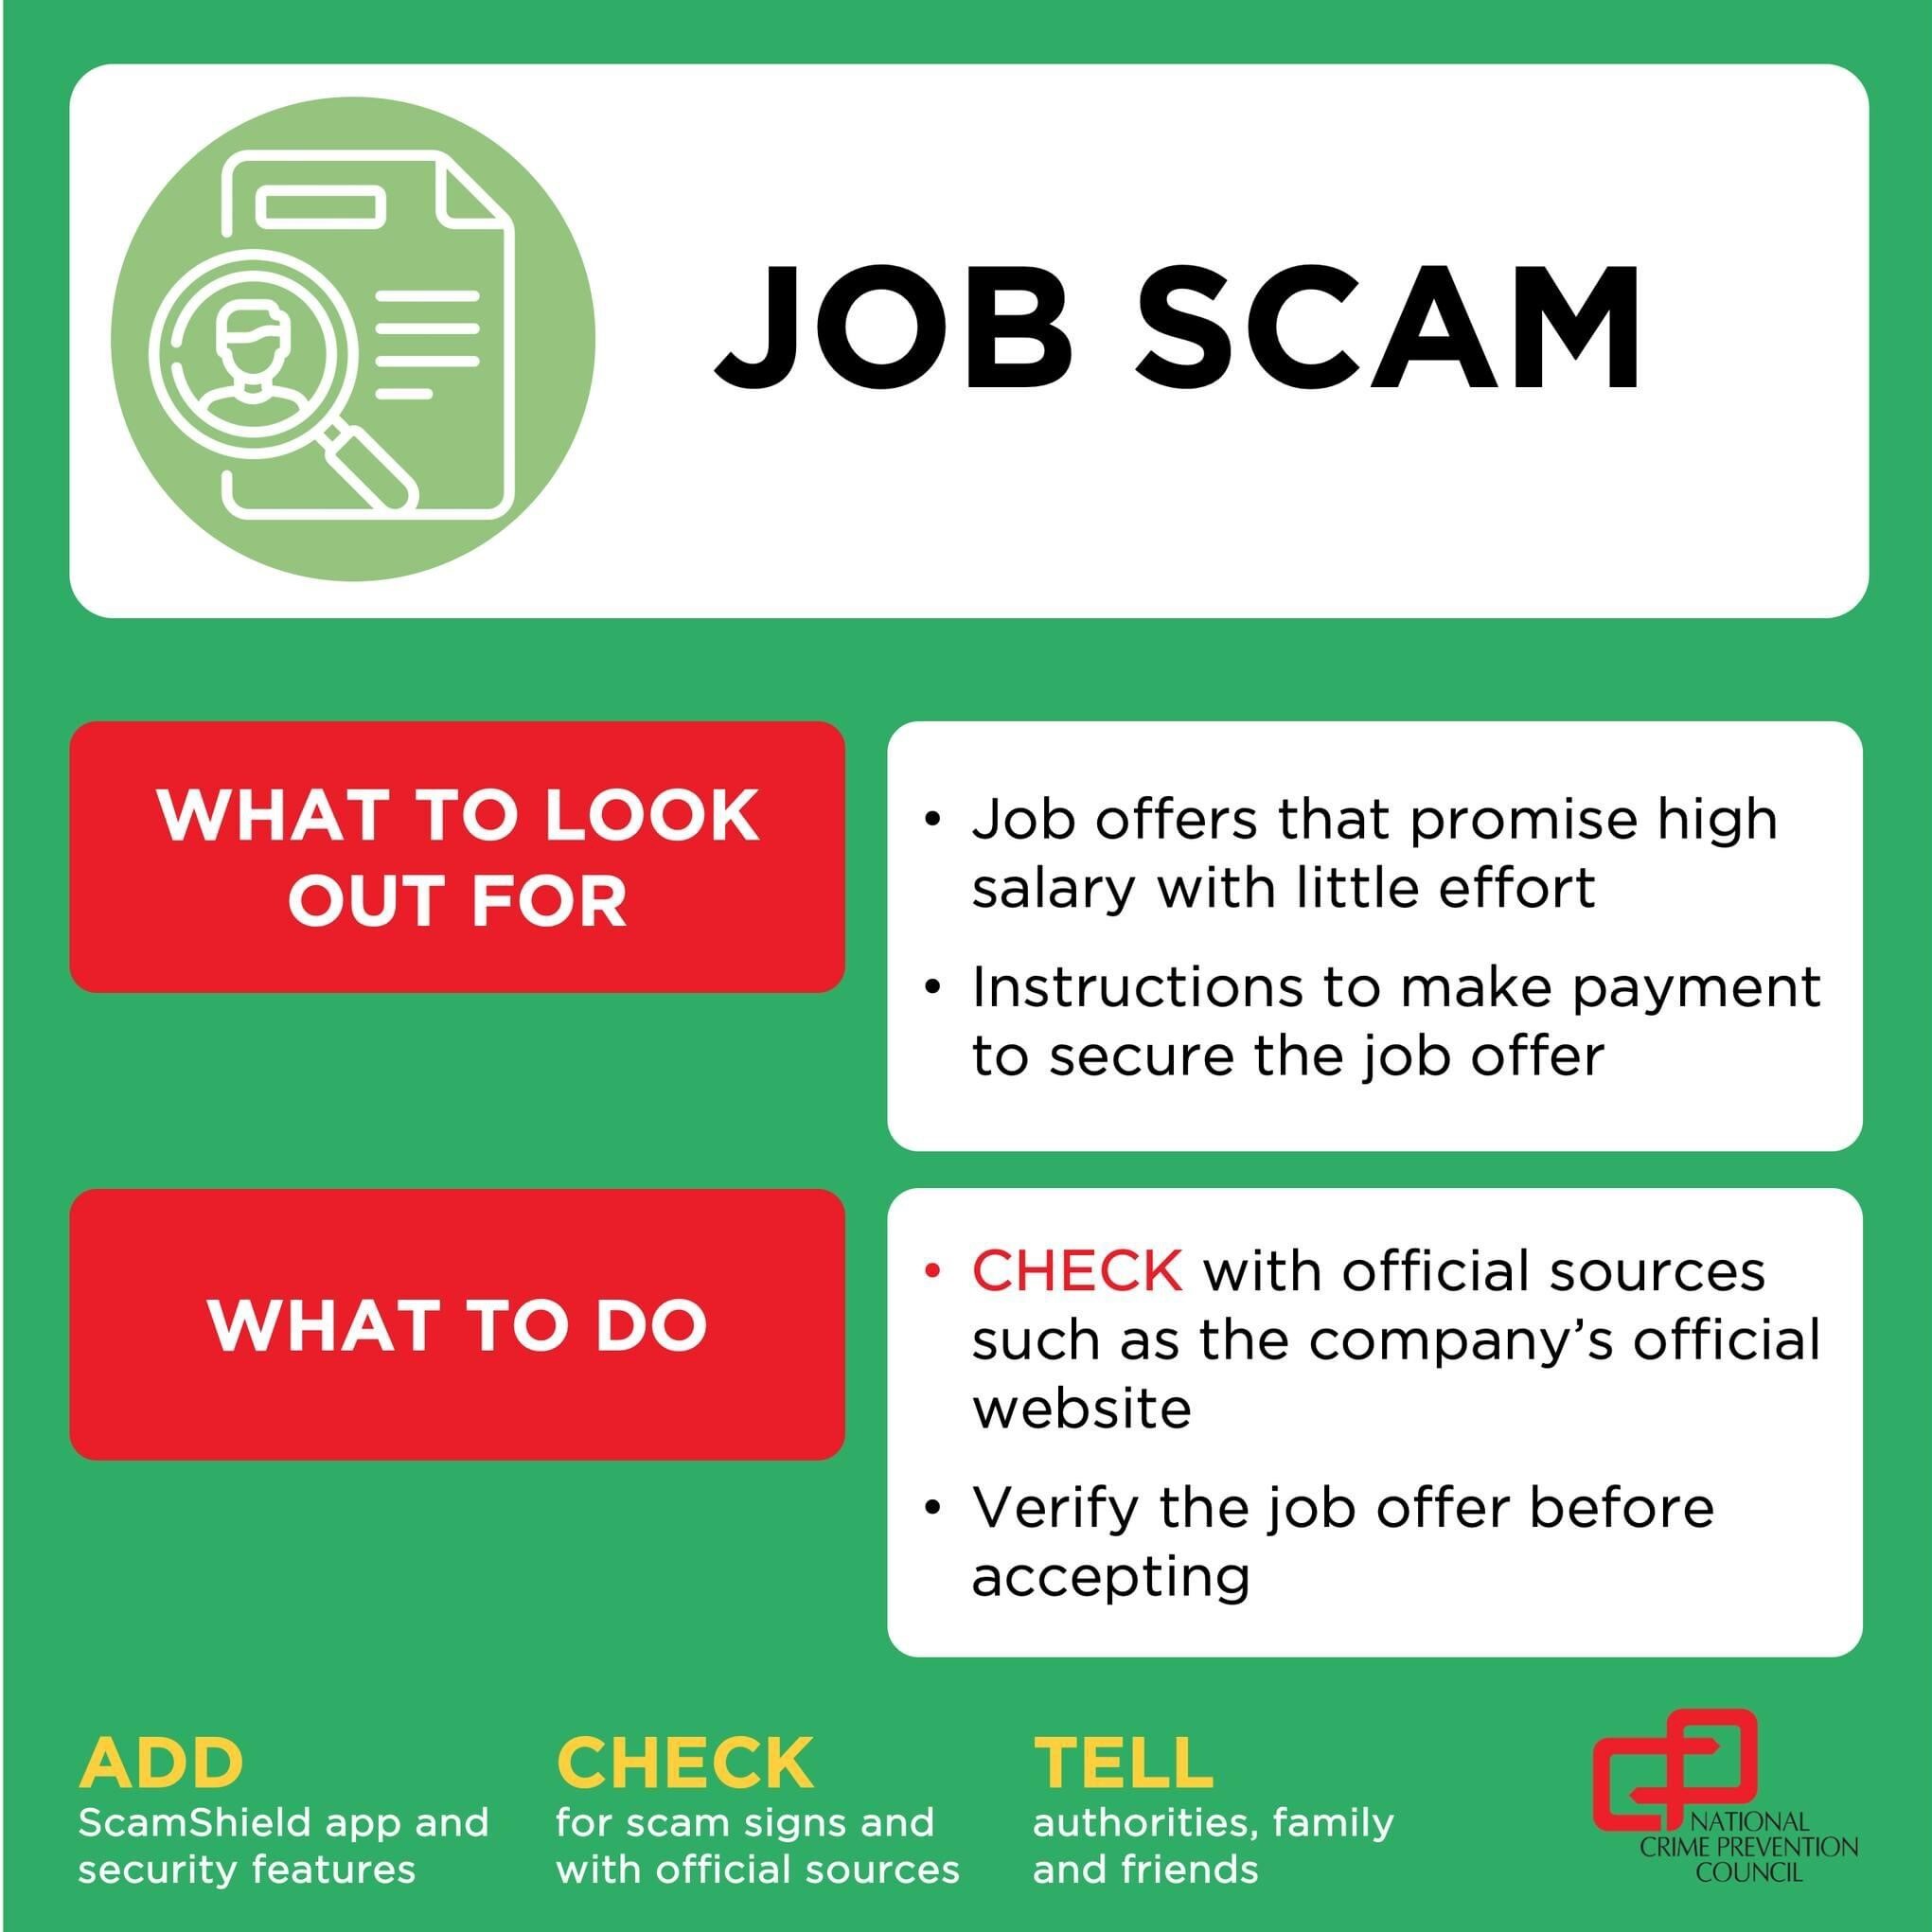 JOB SCAM
WHAT TO LOOK
OUT FOR
• Job offers that promise high
salary with little effort
• Instructions to make payment
to secure the job offer
WHAT TO DO
• CHECK with official sources
such as the company’s official
website
• Verify the job offer before
accepting
ADD
ScamShield app and
security features
CHECK
for scam signs and
with official sources
TELL
authorities, family
and friends
NATIONAL
CRIME PREVENTION
COUNCIL